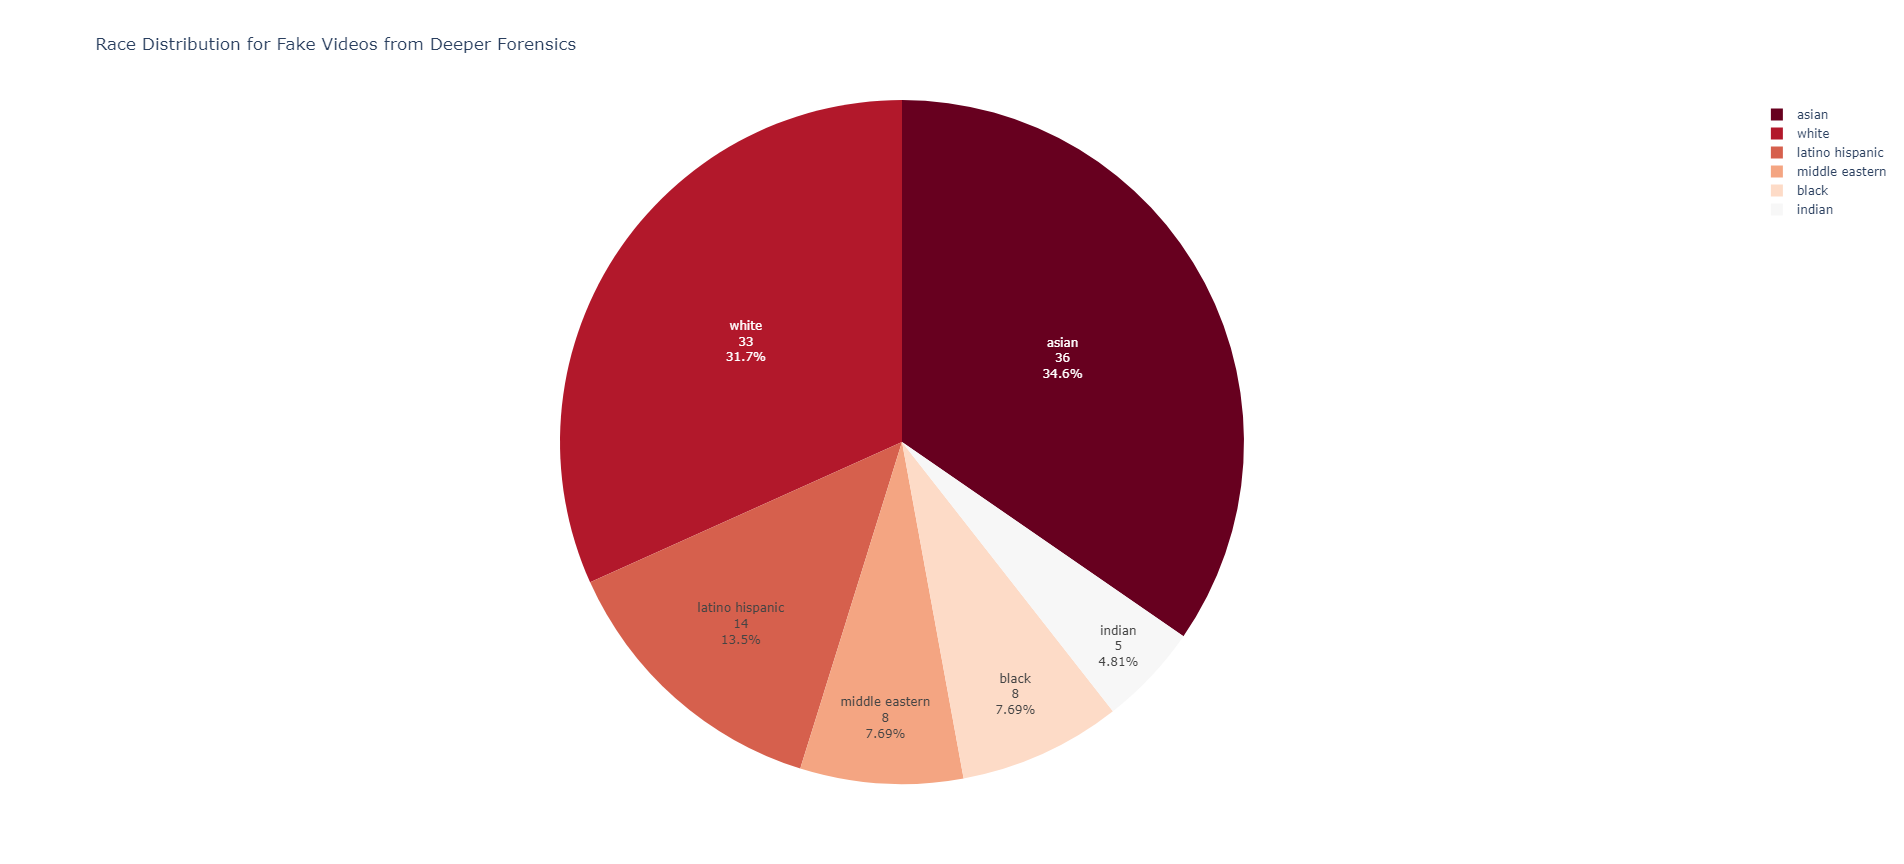 Race Distribution for Fake Videos from Deeper Forensics
asian
white
latino hispanic
middle eastern
black
indian
white
33
31.7%
asian
36
34.6%
latino hispanic
14
13.5%
middle eastern
8
7.69%
black
8
7.69%
indian
5
4.81%